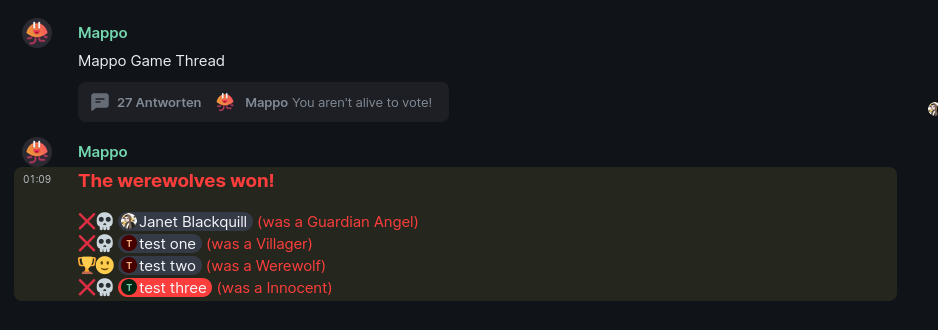 Mappo
Mappo Game Thread
27 Antworten Mappo You aren't alive to vote!
Mappo
01:09 The werewolves won!
❌💀 Janet Blackquill (was a Guardian Angel)
❌💀 T test one (was a Villager)
🏆🙂 T test two (was a Werewolf)
❌💀 T test three (was a Innocent)